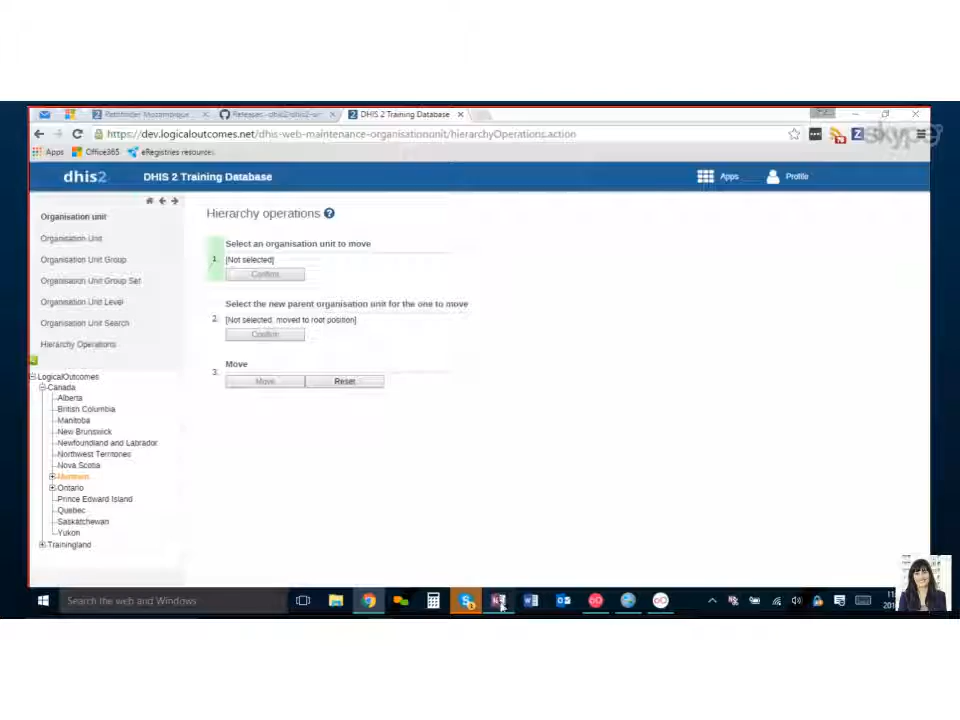 DHIS 2 Training Database
https://dev.logicaloutcomes.net/dhis-web-maintenance-organisationunit/hierarchyOperations.action
skype
Apps Office365 eRegistries resources
dhis2 DHIS 2 Training Database Apps Profile
Organisation unit
Organisation Unit
Organisation Unit Group
Organisation Unit Group Set
Organisation Unit Level
Organisation Unit Search
Hierarchy Operations
LogicalOutcomes
Canada
Alberta
British Columbia
Manitoba
New Brunswick
Newfoundland and Labrador
Northwest Territories
Nova Scotia
Nunavut
Ontario
Prince Edward Island
Quebec
Saskatchewan
Yukon
Trainingland
Hierarchy operations ?
Select an organisation unit to move
1. [Not selected]
Confirm
Select the new parent organisation unit for the one to move
2. [Not selected, moved to root position]
Confirm
Move
3. Move Reset
Search the web and Windows